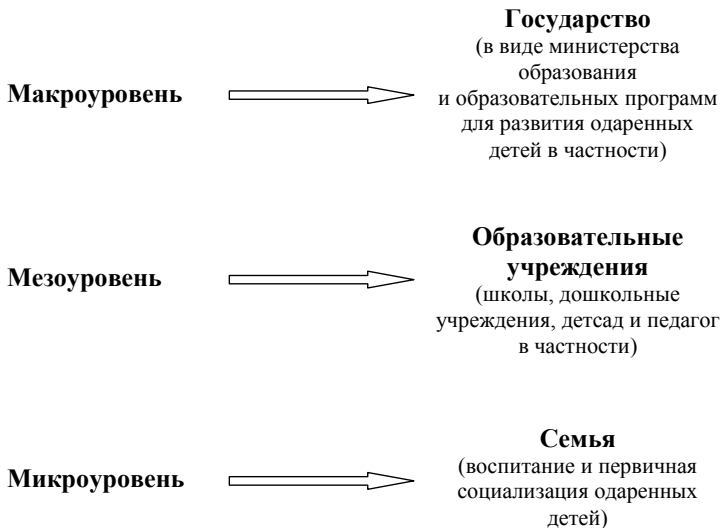 Государство
(в виде министерства
образования
Макроуровень
и образовательных программ
для развития одаренных
детей в частности)
Образовательные
учреждения
Мезоуровень
(школы, дошкольные
учреждения, детсад и педагог
в частности)
Семья
(воспитание и первичная
Микроуровень
социализация одаренных
детей)